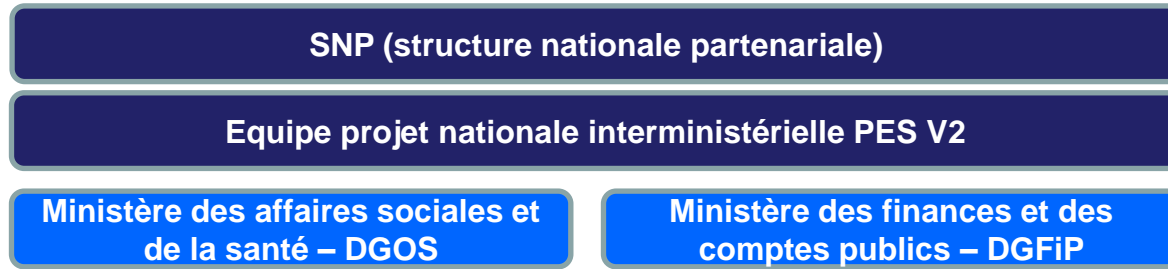 SNP (structure nationale partenariale)
Equipe projet nationale interministérielle PES V2
Ministère des affaires sociales et
de la santé – DGOS
Ministère des finances et des
comptes publics – DGFiP